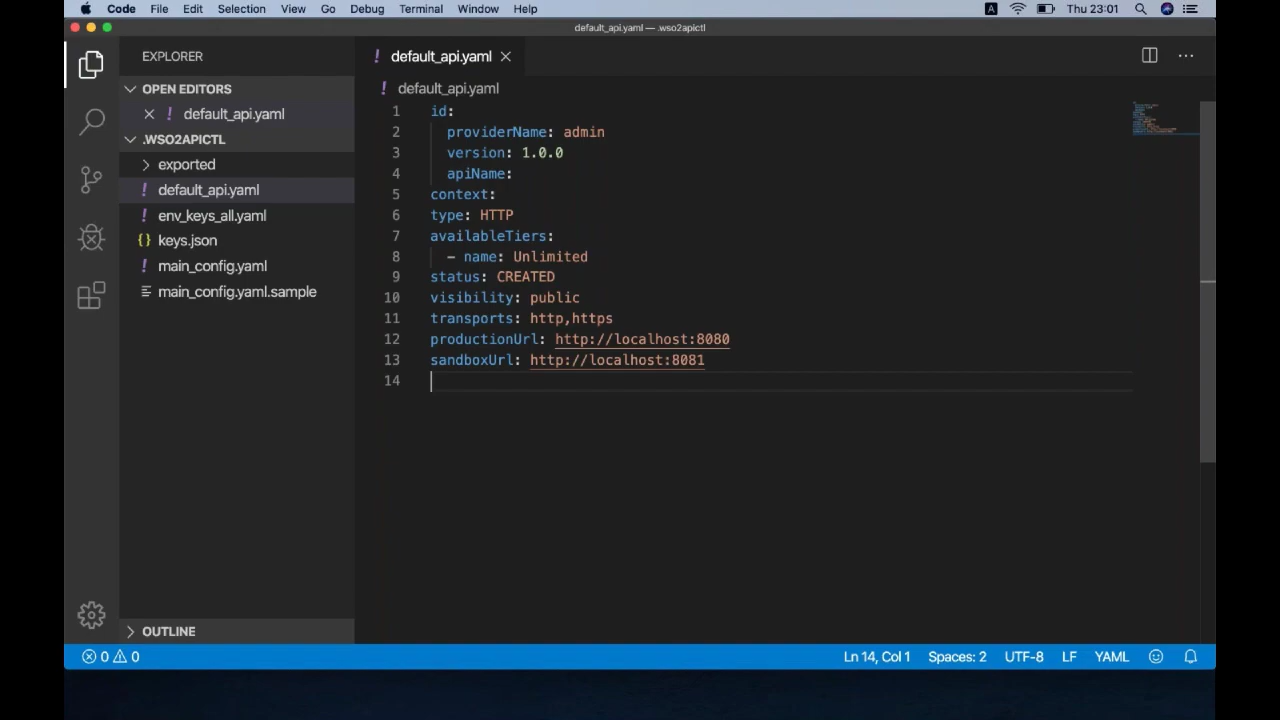 Code File Edit Selection View Go Debug Terminal Window Help A Thu 23:01
default_api.yaml — .wso2apictl
EXPLORER
OPEN EDITORS
! default_api.yaml
.WSO2APICTL
exported
! default_api.yaml
! env_keys_all.yaml
{} keys.json
! main_config.yaml
main_config.yaml.sample
OUTLINE
! default_api.yaml
! default_api.yaml
1 id:
2 providerName: admin
3 version: 1.0.0
4 apiName:
5 context:
6 type: HTTP
7 availableTiers:
8 - name: Unlimited
9 status: CREATED
10 visibility: public
11 transports: http,https
12 productionUrl: http://localhost:8080
13 sandboxUrl: http://localhost:8081
14
0 0 Ln 14, Col 1 Spaces: 2 UTF-8 LF YAML